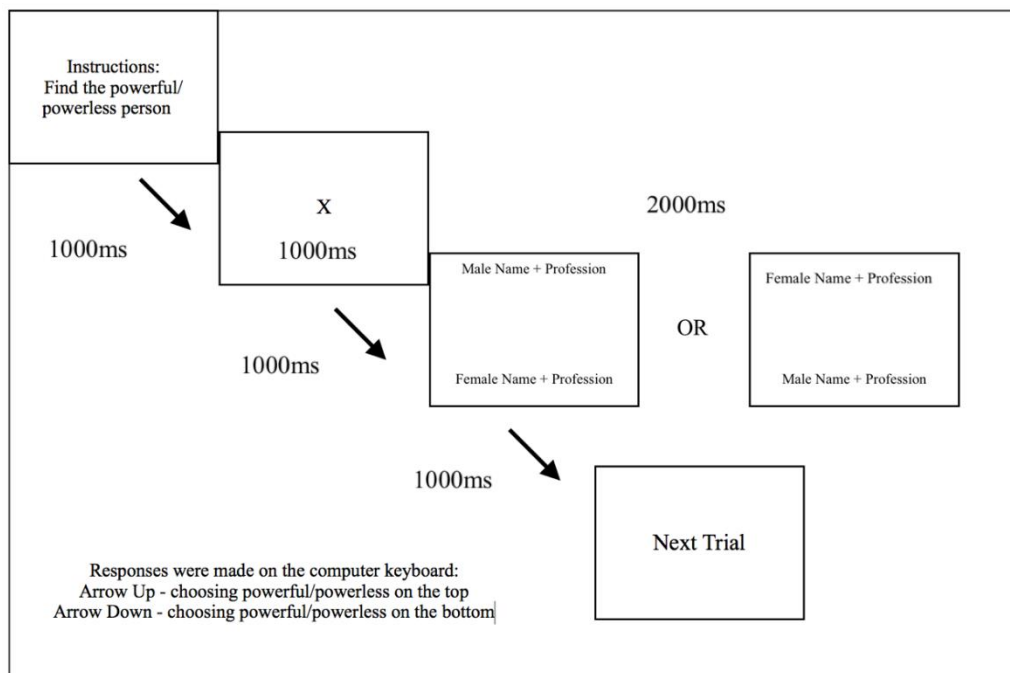 Instructions:
Find the powerful/
powerless person
1000ms
X
1000ms
2000ms
1000ms
Male Name + Profession
Female Name + Profession
OR
Female Name + Profession
Male Name + Profession
1000ms
Next Trial
Responses were made on the computer keyboard:
Arrow Up - choosing powerful/powerless on the top
Arrow Down - choosing powerful/powerless on the bottom